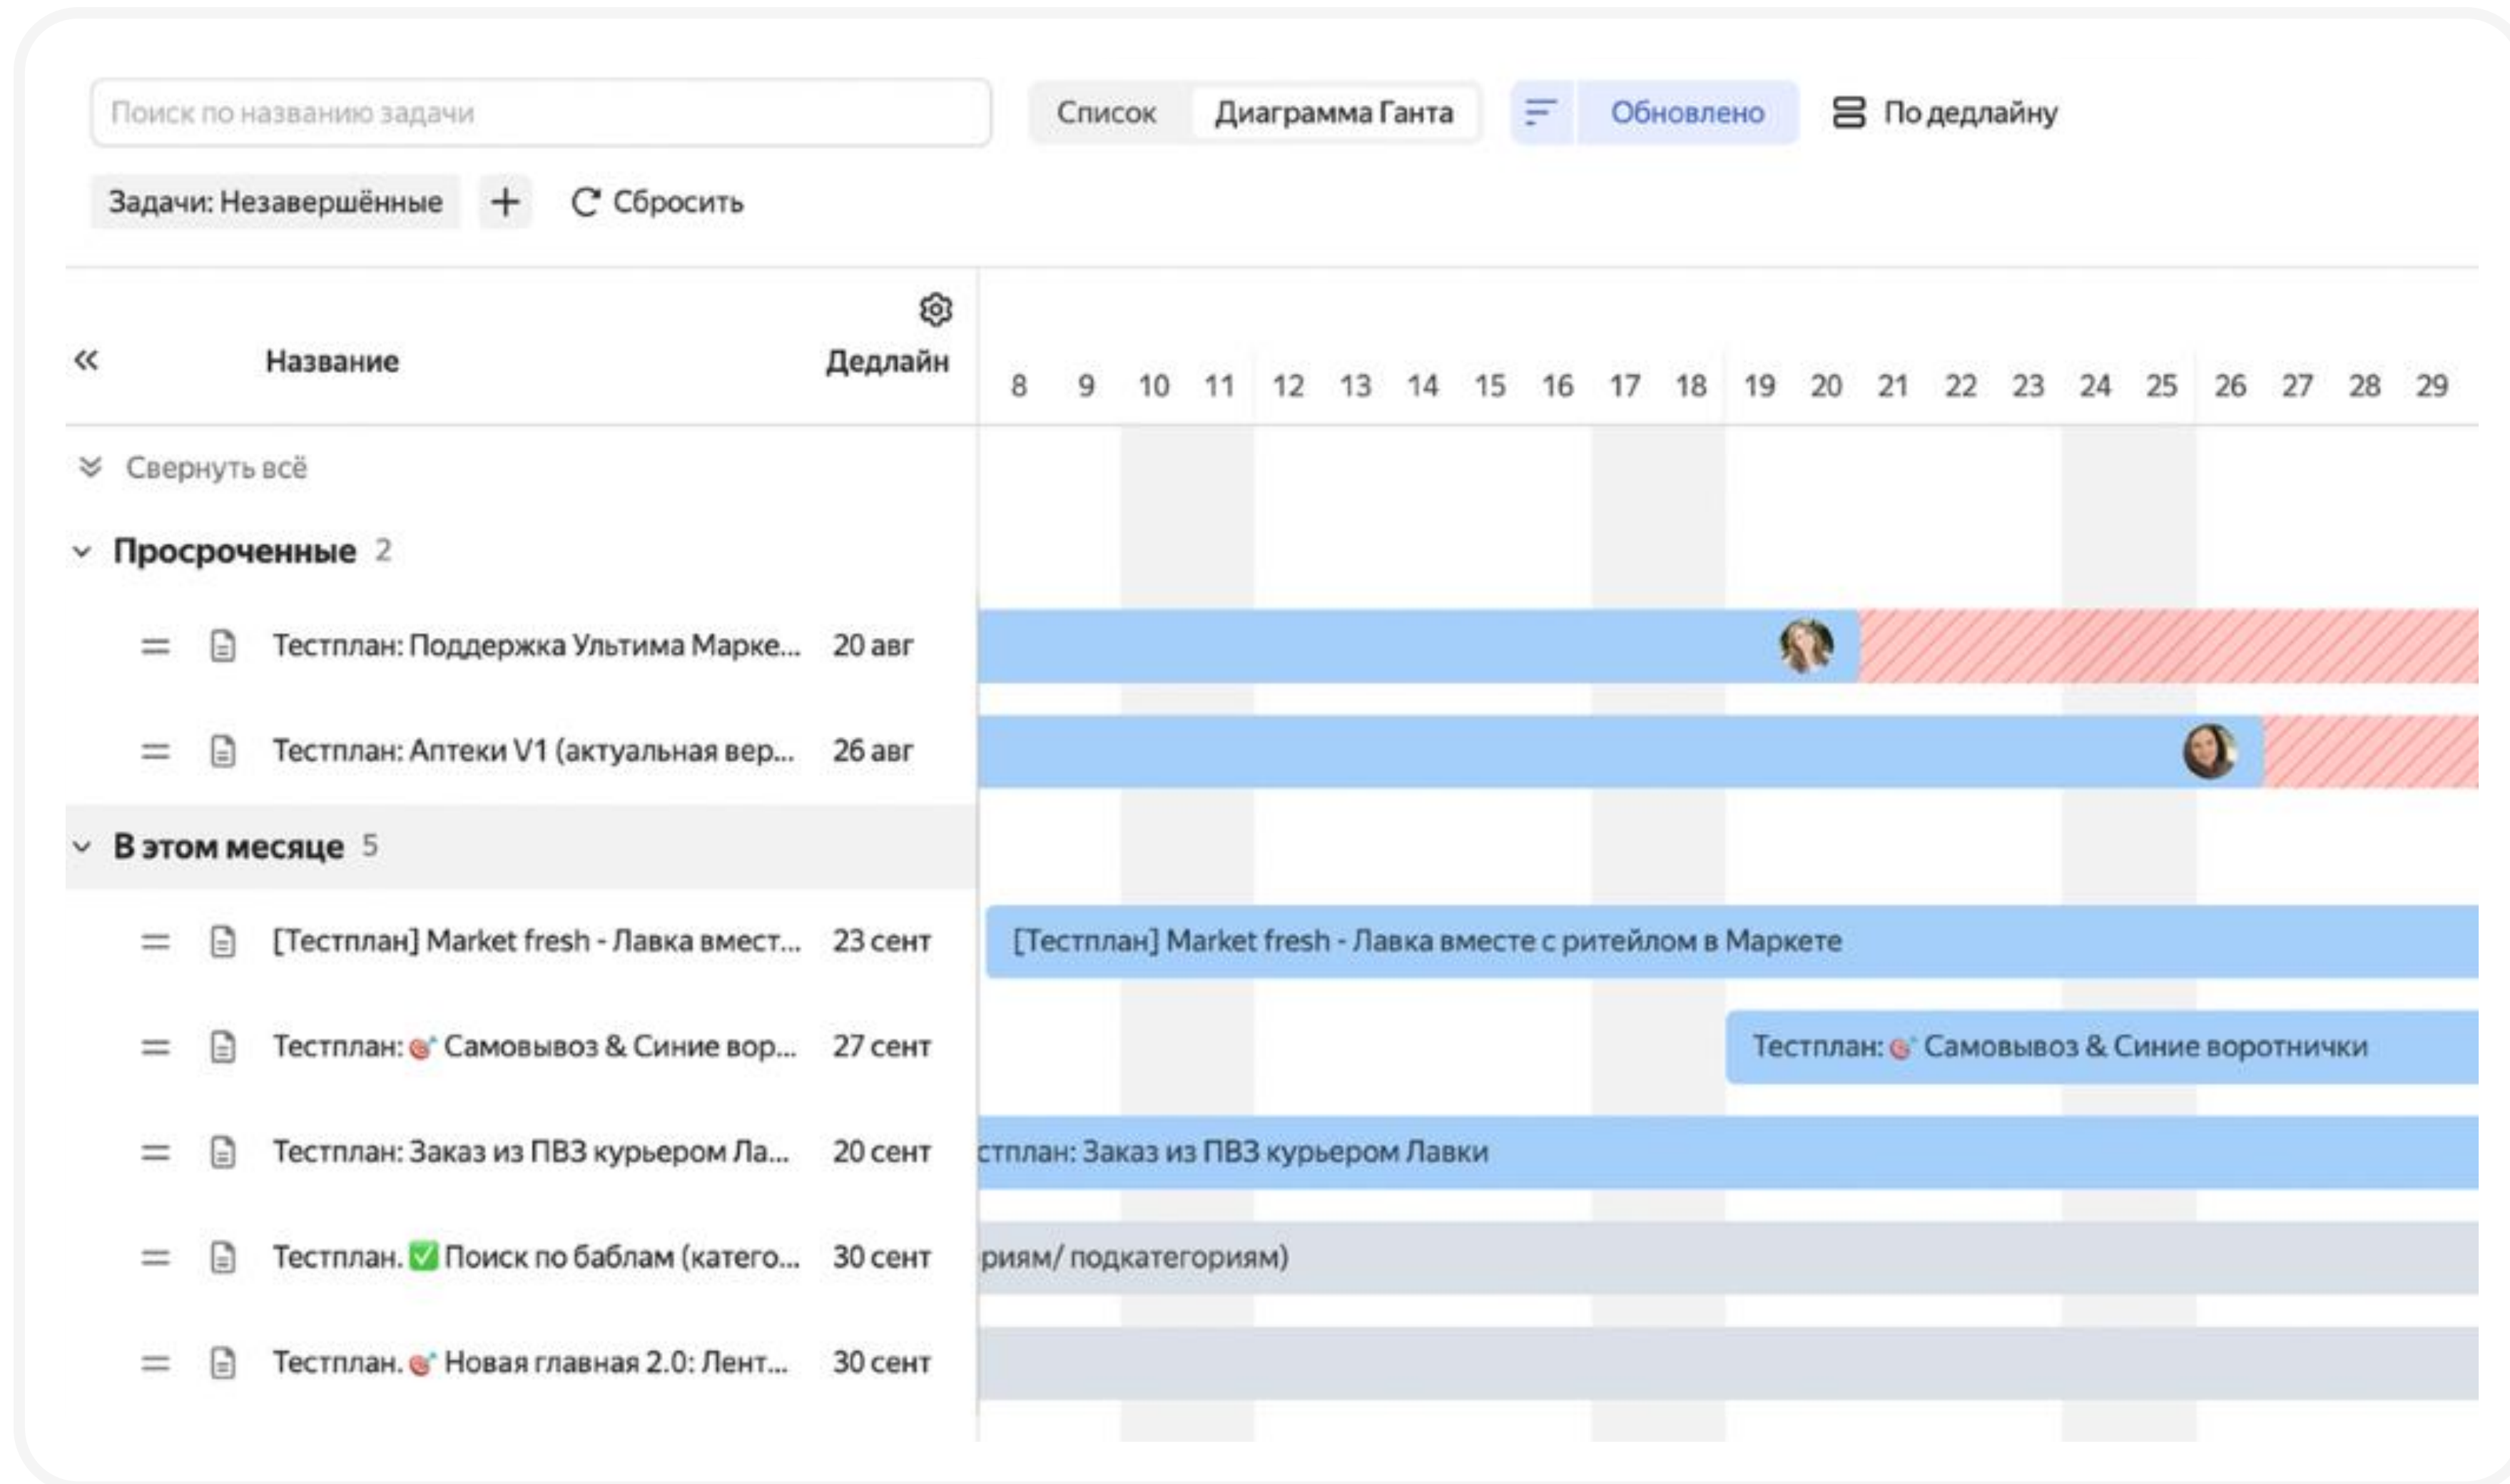 Поиск по названию задачи
Список Диаграмма Ганта Обновлено По дедлайну
Задачи: Незавершённые + Сбросить
Название Дедлайн
8 9 10 11 12 13 14 15 16 17 18 19 20 21 22 23 24 25 26 27 28 29
Свернуть всё
Просроченные 2
Тестплан: Поддержка Ультима Марке... 20 авг
Тестплан: Аптеки V1 (актуальная вер... 26 авг
В этом месяце 5
[Тестплан] Market fresh - Лавка вмест... 23 сент [Тестплан] Market fresh - Лавка вместе с ритейлом в Маркете
Тестплан: 🎯 Самовывоз & Синие вор... 27 сент Тестплан: 🎯 Самовывоз & Синие воротнички
Тестплан: Заказ из ПВЗ курьером Ла... 20 сент стплан: Заказ из ПВЗ курьером Лавки
Тестплан. ✅ Поиск по баблам (катего... 30 сент риям/ подкатегориям)
Тестплан. 🎯 Новая главная 2.0: Лент... 30 сент